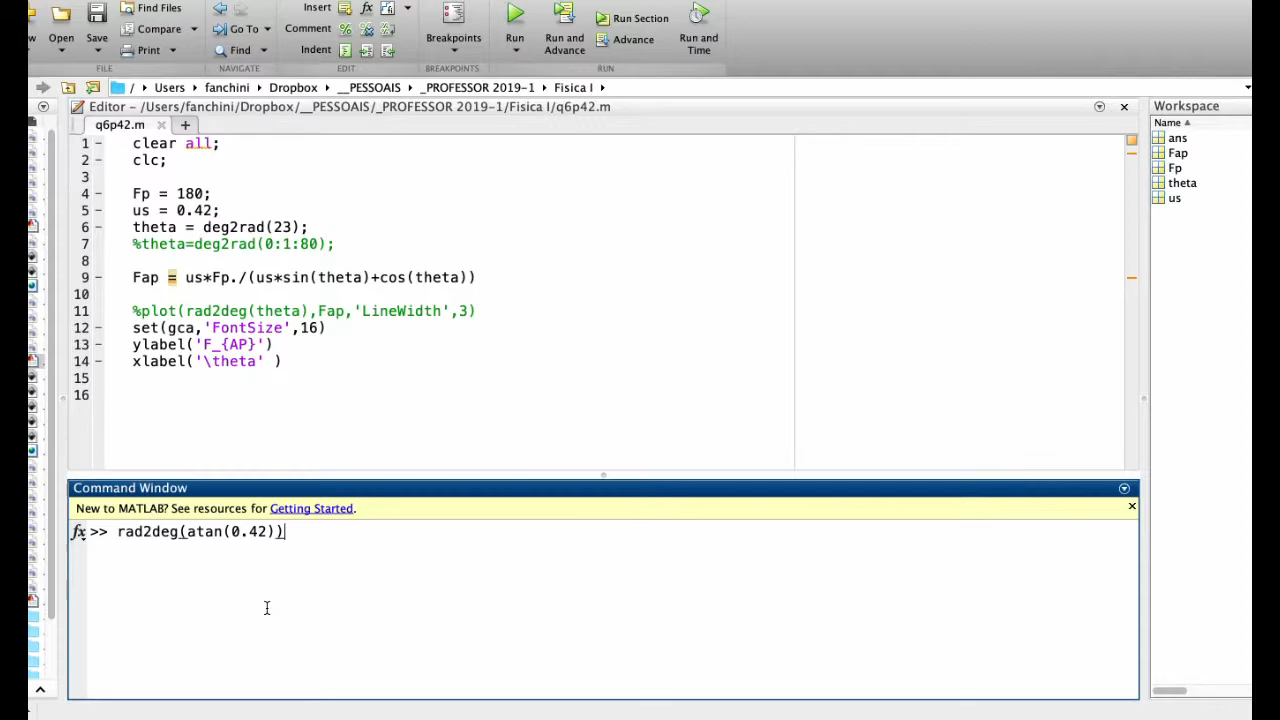 Find Files
Insert fx
Compare
Go To
Comment
Run Section
Open
Save
Print
Find
Indent
Breakpoints
Run
Run and
Advance
Advance
Run and
Time
FILE
NAVIGATE
EDIT
BREAKPOINTS
RUN
/ Users fanchini Dropbox __PESSOAIS _PROFESSOR 2019-1 Fisica I
Editor - /Users/fanchini/Dropbox/__PESSOAIS/_PROFESSOR 2019-1/Fisica I/q6p42.m
q6p42.m
1 – clear all;
2 – clc;
3
4 – Fp = 180;
5 – us = 0.42;
6 – theta = deg2rad(23);
7 %theta=deg2rad(0:1:80);
8
9 – Fap = us*Fp./(us*sin(theta)+cos(theta))
10
11 %plot(rad2deg(theta),Fap,'LineWidth',3)
12 – set(gca,'FontSize',16)
13 – ylabel('F_{AP}')
14 – xlabel('\theta' )
15
16
Workspace
Name
ans
Fap
Fp
theta
us
Command Window
New to MATLAB? See resources for Getting Started.
fx >> rad2deg(atan(0.42))